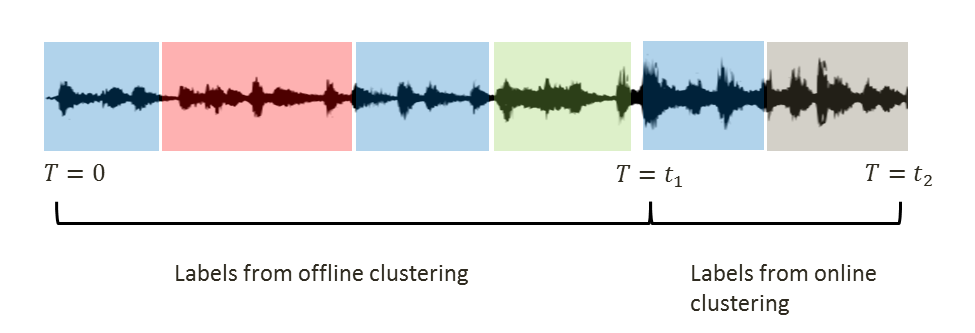 T = 0
T = t₁
T = t₂
Labels from offline clustering
Labels from online
clustering